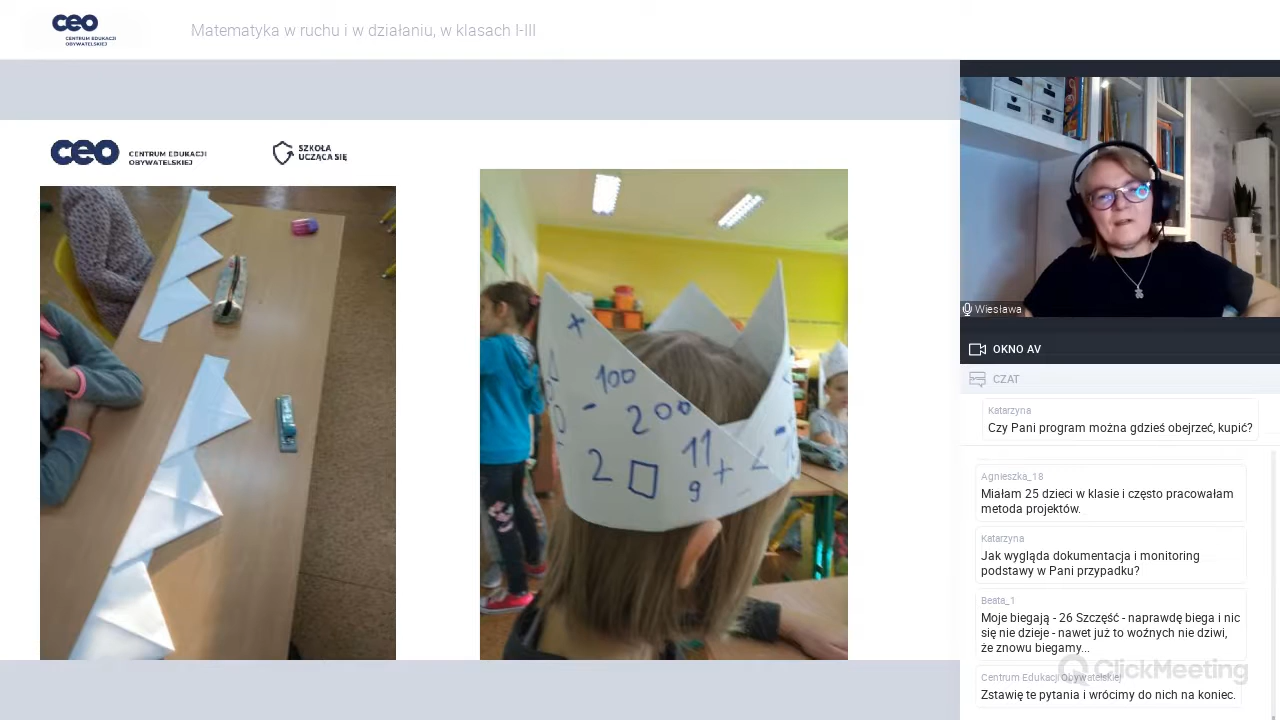 ceo
CENTRUM EDUKACJI
OBYWATELSKIEJ
Matematyka w ruchu i w działaniu, w klasach I-III
ceo
CENTRUM EDUKACJI
OBYWATELSKIEJ
SZKOŁA
UCZĄCA SIĘ
+
100
- 200
2 □ 11
9 + <
-
Wiesława
OKNO AV
CZAT
Katarzyna
Czy Pani program można gdzieś obejrzeć, kupić?
Agnieszka_18
Miałam 25 dzieci w klasie i często pracowałam
metoda projektów.
Katarzyna
Jak wygląda dokumentacja i monitoring
podstawy w Pani przypadku?
Beata_1
Moje biegają - 26 Szczęść - naprawdę biega i nic
się nie dzieje - nawet już to woźnych nie dziwi,
że znowu biegamy...
Centrum Edukacji Obywatelskiej
ClickMeeting
Zstawię te pytania i wrócimy do nich na koniec.